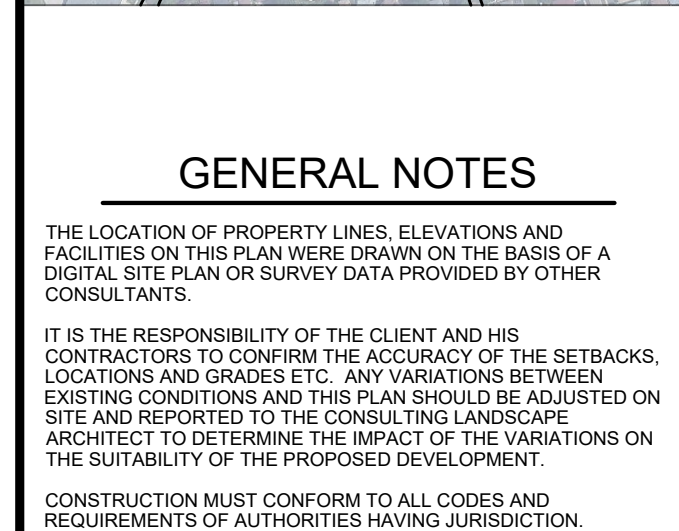 GENERAL NOTES
THE LOCATION OF PROPERTY LINES, ELEVATIONS AND
FACILITIES ON THIS PLAN WERE DRAWN ON THE BASIS OF A
DIGITAL SITE PLAN OR SURVEY DATA PROVIDED BY OTHER
CONSULTANTS.
IT IS THE RESPONSIBILITY OF THE CLIENT AND HIS
CONTRACTORS TO CONFIRM THE ACCURACY OF THE SETBACKS,
LOCATIONS AND GRADES ETC.  ANY VARIATIONS BETWEEN
EXISTING CONDITIONS AND THIS PLAN SHOULD BE ADJUSTED ON
SITE AND REPORTED TO THE CONSULTING LANDSCAPE
ARCHITECT TO DETERMINE THE IMPACT OF THE VARIATIONS ON
THE SUITABILITY OF THE PROPOSED DEVELOPMENT.
CONSTRUCTION MUST CONFORM TO ALL CODES AND
REQUIREMENTS OF AUTHORITIES HAVING JURISDICTION.